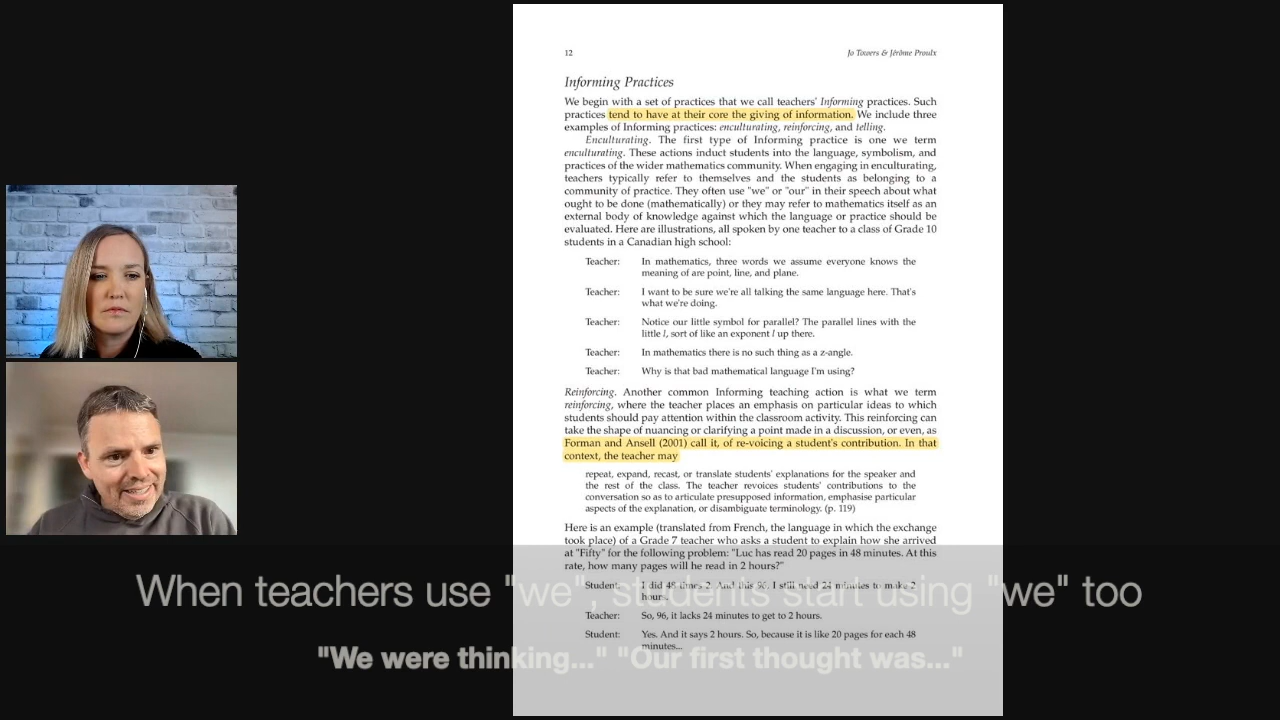 12 Jo Towers & Jérôme Proulx
Informing Practices
We begin with a set of practices that we call teachers' Informing practices. Such
practices tend to have at their core the giving of information. We include three
examples of Informing practices: enculturating, reinforcing, and telling.
Enculturating. The first type of Informing practice is one we term
enculturating. These actions induct students into the language, symbolism, and
practices of the wider mathematics community. When engaging in enculturating,
teachers typically refer to themselves and the students as belonging to a
community of practice. They often use "we" or "our" in their speech about what
ought to be done (mathematically) or they may refer to mathematics itself as an
external body of knowledge against which the language or practice should be
evaluated. Here are illustrations, all spoken by one teacher to a class of Grade 10
students in a Canadian high school:
Teacher: In mathematics, three words we assume everyone knows the
meaning of are point, line, and plane.
Teacher: I want to be sure we're all talking the same language here. That's
what we're doing.
Teacher: Notice our little symbol for parallel? The parallel lines with the
little l, sort of like an exponent l up there.
Teacher: In mathematics there is no such thing as a z-angle.
Teacher: Why is that bad mathematical language I'm using?
Reinforcing. Another common Informing teaching action is what we term
reinforcing, where the teacher places an emphasis on particular ideas to which
students should pay attention within the classroom activity. This reinforcing can
take the shape of nuancing or clarifying a point made in a discussion, or even, as
Forman and Ansell (2001) call it, of re-voicing a student's contribution. In that
context, the teacher may
repeat, expand, recast, or translate students' explanations for the speaker and
the rest of the class. The teacher revoices students' contributions to the
conversation so as to articulate presupposed information, emphasise particular
aspects of the explanation, or disambiguate terminology. (p. 119)
Here is an example (translated from French, the language in which the exchange
took place) of a Grade 7 teacher who asks a student to explain how she arrived
at "Fifty" for the following problem: "Luc has read 20 pages in 48 minutes. At this
rate, how many pages will he read in 2 hours?"
Student: I did 48 times 2. And this 96, I still need 24 minutes to make 2
hours.
When teachers use "we", students start using "we" too
Teacher: So, 96, it lacks 24 minutes to get to 2 hours.
Student: Yes. And it says 2 hours. So, because it is like 20 pages for each 48
minutes...
"We were thinking..." "Our first thought was..."